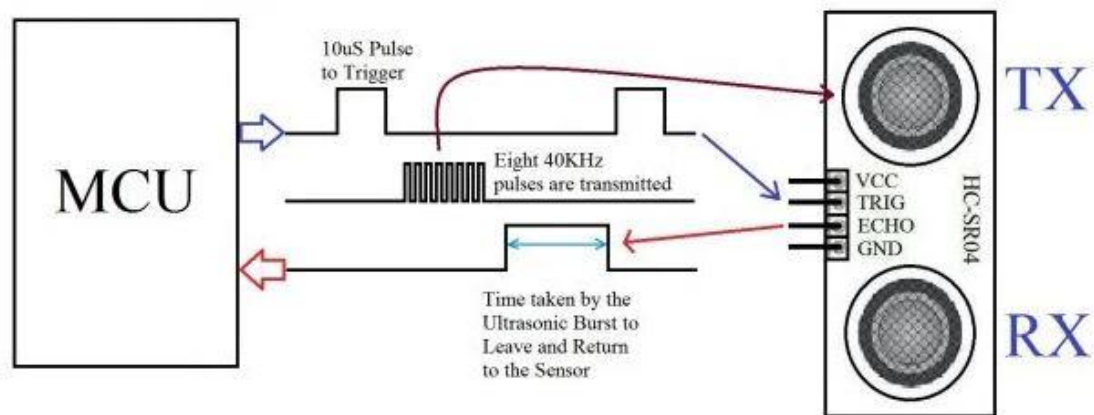 10uS Pulse
to Trigger
TX
MCU
Eight 40KHz
pulses are transmitted
VCC
TRIG
ECHO
GND
HC-SR04
Time taken by the
Ultrasonic Burst to
Leave and Return
to the Sensor
RX